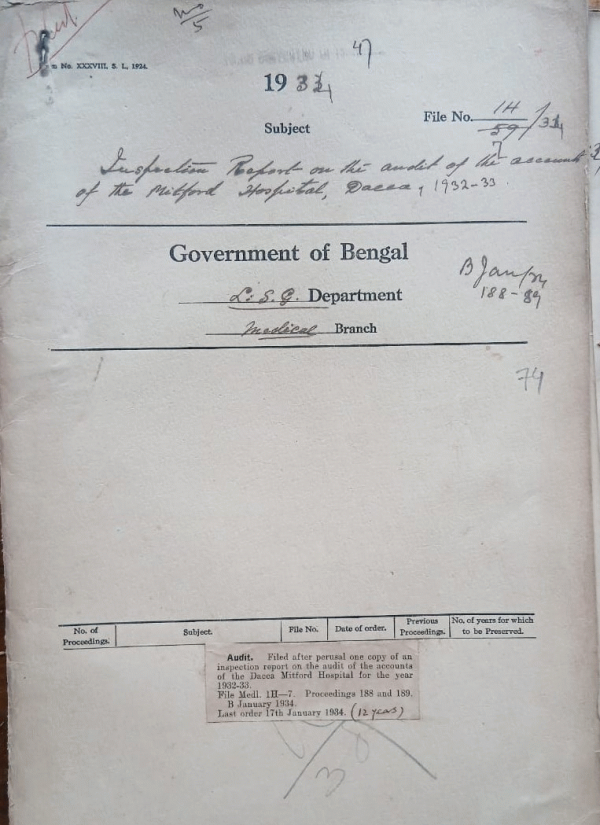 No
5
47
No. XXXVIII. S. L. 1924.
1934
File No. 1H
7
/34
Subject
Inspection Report on the audit of the accounts
of the Mitford Hospital, Dacca, 1932-33.
Government of Bengal
L. S. G. Department
B Jan/34
188-89
Medical Branch
74
No. of Proceedings. Subject. File No. Date of order. Previous Proceedings. No. of years for which to be Preserved.
Audit. Filed after perusal one copy of an
inspection report on the audit of the accounts
of the Dacca Mitford Hospital for the year
1932-33.
File Medl. 1H—7. Proceedings 188 and 189.
B January 1934.
Last order 17th January 1934. (12 years)